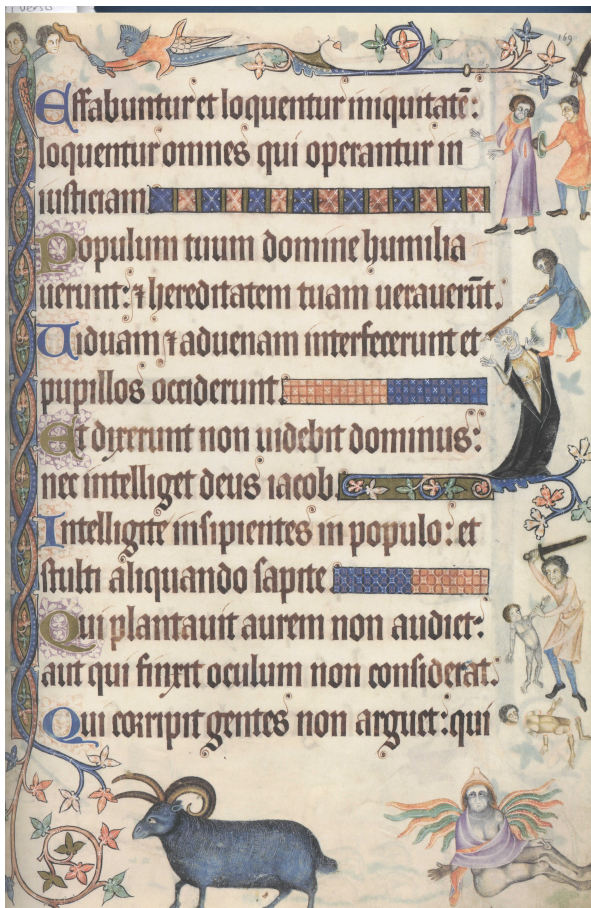 versus
169
Effabuntur et loquentur iniquitatē:
loquentur omnes qui operantur in
iusticiam
Populum tuum domine humilia
uerunt: ⁊ hereditatem tuam uexauerūt.
Uiduam ⁊ aduenam interfecerunt et
pupillos occiderunt.
Et dixerunt non uidebit dominus:
nec intelliget deus iacob.
Intelligite insipientes in populo: et
stulti aliquando sapite.
Qui plantauit aurem non audiet:
aut qui finxit oculum non considerat.
Qui corripit gentes non arguet: qui